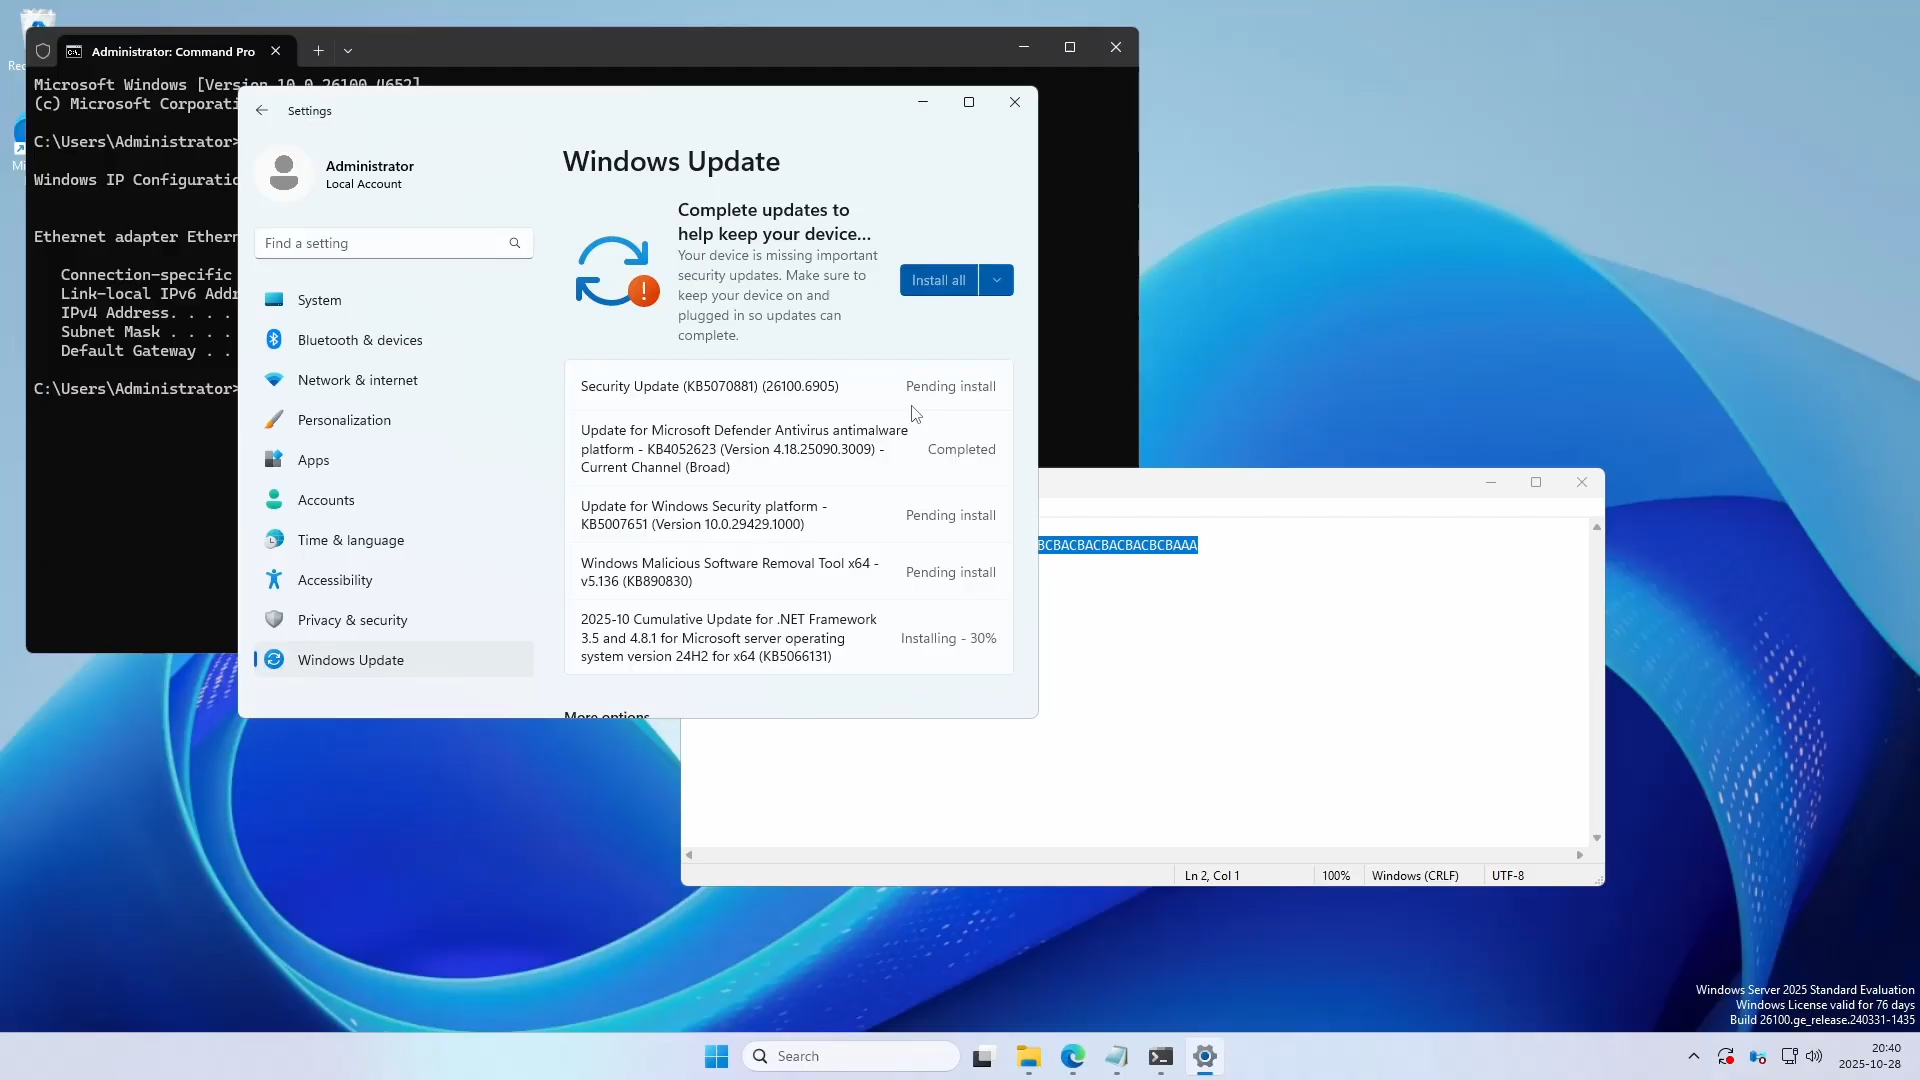 Administrator: Command Pro
Microsoft Windows [Version 10.0.26100.4652]
(c) Microsoft Corporati
C:\Users\Administrator>
Windows IP Configuratio
Ethernet adapter Ethern
Connection-specific
Link-local IPv6 Addr
IPv4 Address. . . .
Subnet Mask . . . .
Default Gateway . .
C:\Users\Administrator>
Settings
Administrator
Local Account
Find a setting
System
Bluetooth & devices
Network & internet
Personalization
Apps
Accounts
Time & language
Accessibility
Privacy & security
Windows Update
Windows Update
Complete updates to
help keep your device...
Your device is missing important
security updates. Make sure to
keep your device on and
plugged in so updates can
complete.
Install all
Security Update (KB5070881) (26100.6905)
Pending install
Update for Microsoft Defender Antivirus antimalware
platform - KB4052623 (Version 4.18.25090.3009) -
Current Channel (Broad)
Completed
Update for Windows Security platform -
KB5007651 (Version 10.0.29429.1000)
Pending install
Windows Malicious Software Removal Tool x64 -
v5.136 (KB890830)
Pending install
2025-10 Cumulative Update for .NET Framework
3.5 and 4.8.1 for Microsoft server operating
system version 24H2 for x64 (KB5066131)
Installing - 30%
More options
BCBACBACBACBACBCBAAA
Ln 2, Col 1
100%
Windows (CRLF)
UTF-8
Windows Server 2025 Standard Evaluation
Windows License valid for 76 days
Build 26100.ge_release.240331-1435
Search
20:40
2025-10-28